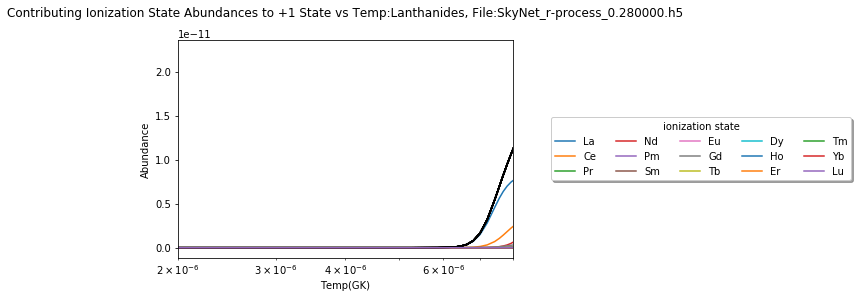 Contributing Ionization State Abundances to +1 State vs Temp:Lanthanides, File:SkyNet_r-process_0.280000.h5
1e−11
2.0
1.5
1.0
0.5
0.0
Abundance
2 × 10⁻⁶
3 × 10⁻⁶
4 × 10⁻⁶
6 × 10⁻⁶
Temp(GK)
ionization state
La Nd Eu Dy Tm
Ce Pm Gd Ho Yb
Pr Sm Tb Er Lu